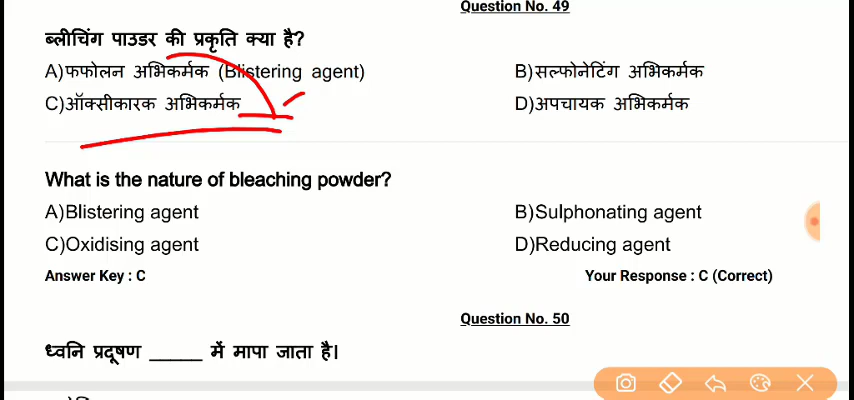 Question No. 49
ब्लीचिंग पाउडर की प्रकृति क्या है?
A)फफोलन अभिकर्मक (Blistering agent) B)सल्फोनेटिंग अभिकर्मक
C)ऑक्सीकारक अभिकर्मक D)अपचायक अभिकर्मक
What is the nature of bleaching powder?
A)Blistering agent B)Sulphonating agent
C)Oxidising agent D)Reducing agent
Answer Key : C Your Response : C (Correct)
Question No. 50
ध्वनि प्रदूषण _____ में मापा जाता है।